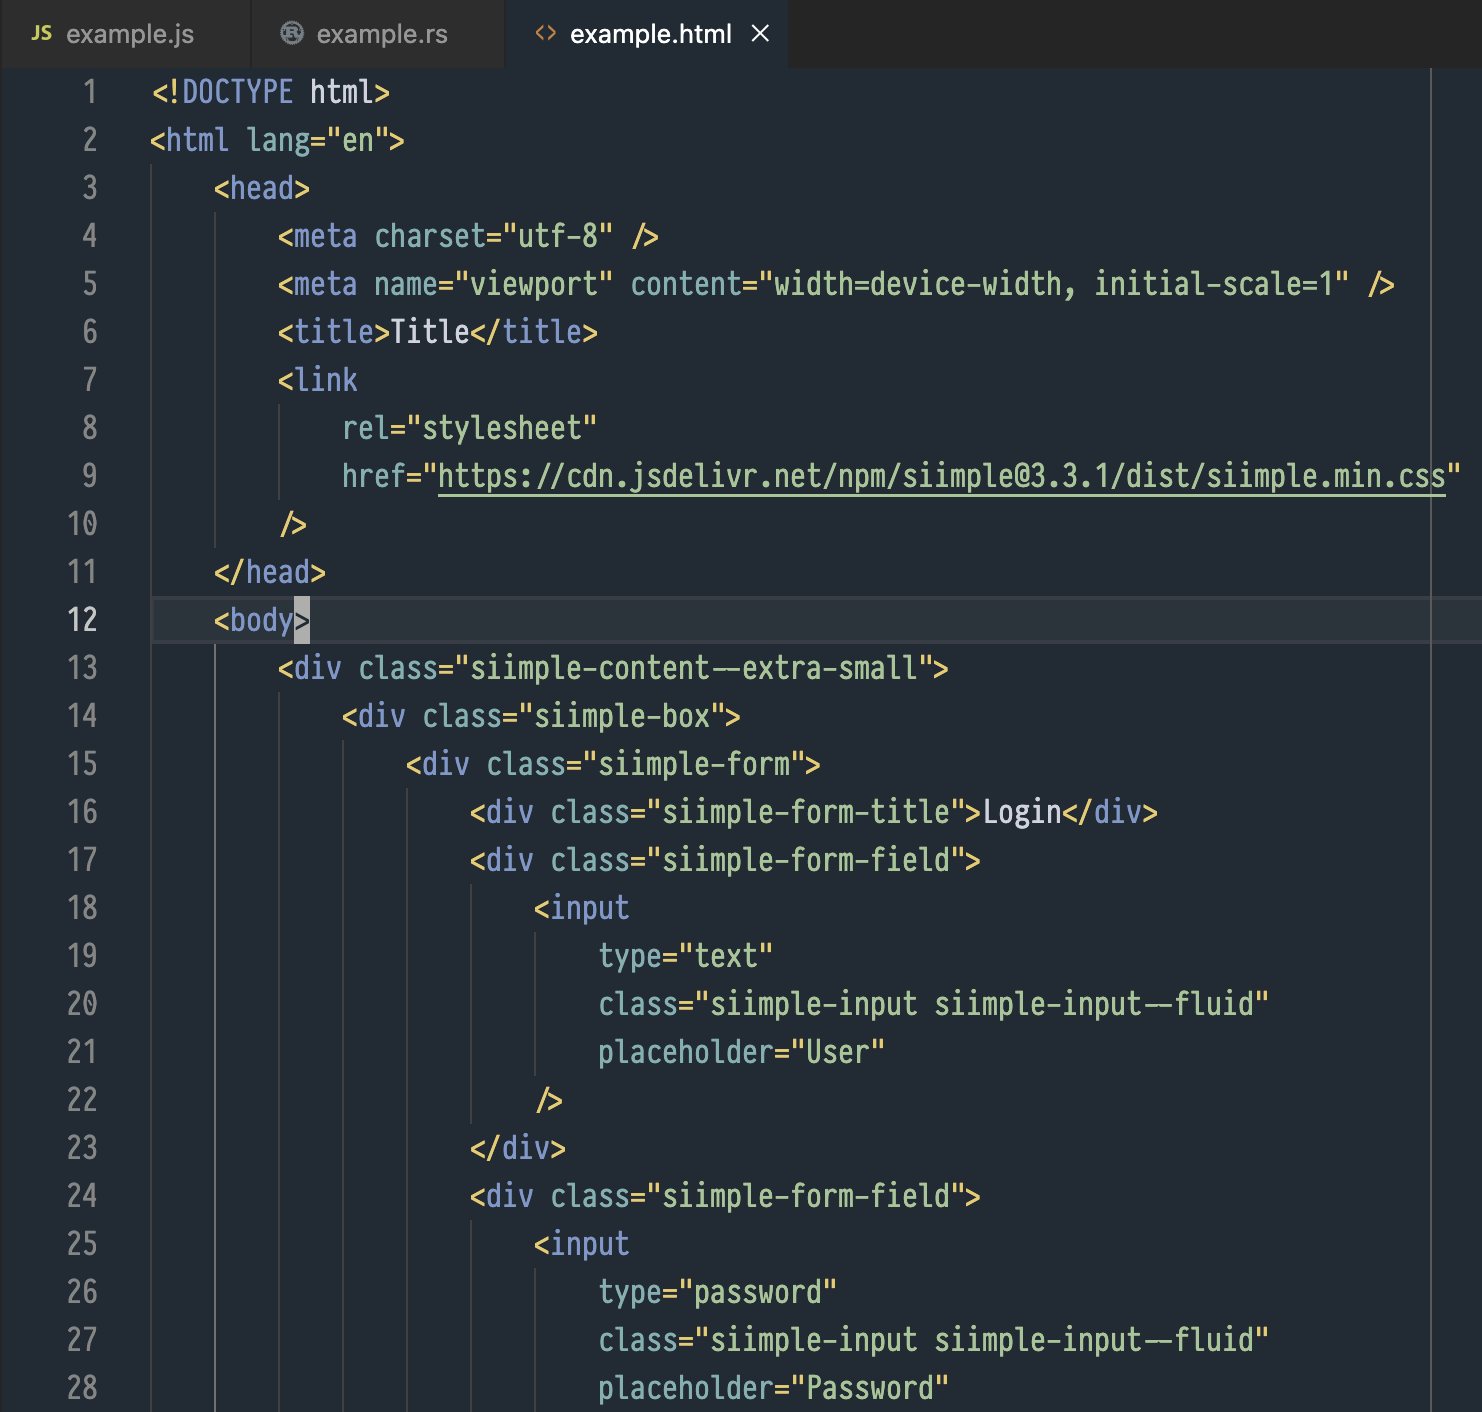 JS example.js example.rs <> example.html ×
1 <!DOCTYPE html>
2 <html lang="en">
3     <head>
4         <meta charset="utf-8" />
5         <meta name="viewport" content="width=device-width, initial-scale=1" />
6         <title>Title</title>
7         <link
8             rel="stylesheet"
9             href="https://cdn.jsdelivr.net/npm/siimple@3.3.1/dist/siimple.min.css"
10         />
11     </head>
12     <body>
13         <div class="siimple-content--extra-small">
14             <div class="siimple-box">
15                 <div class="siimple-form">
16                     <div class="siimple-form-title">Login</div>
17                     <div class="siimple-form-field">
18                         <input
19                             type="text"
20                             class="siimple-input siimple-input--fluid"
21                             placeholder="User"
22                         />
23                     </div>
24                     <div class="siimple-form-field">
25                         <input
26                             type="password"
27                             class="siimple-input siimple-input--fluid"
28                             placeholder="Password"